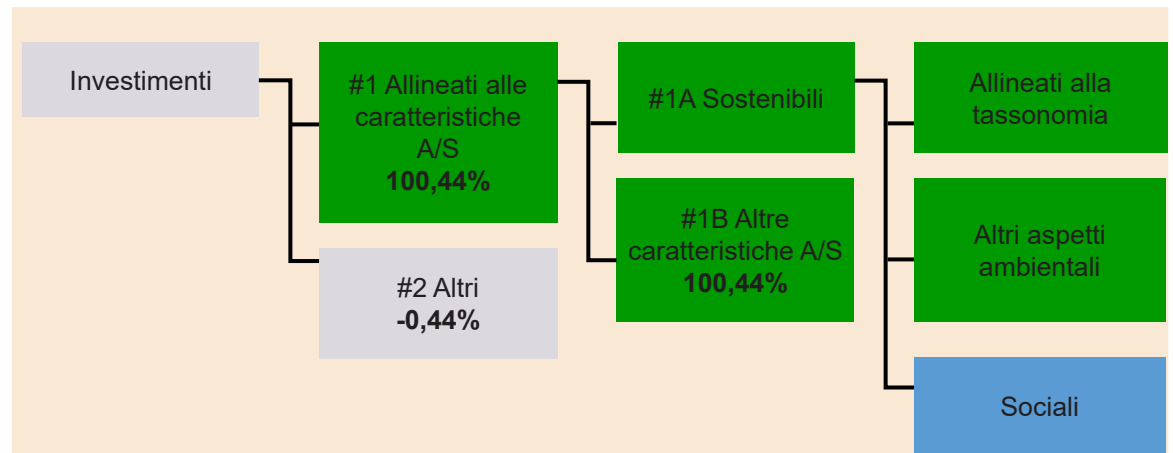 Investimenti
#1 Allineati alle
caratteristiche
A/S
100,44%
#2 Altri
-0,44%
#1A Sostenibili
#1B Altre
caratteristiche A/S
100,44%
Allineati alla
tassonomia
Altri aspetti
ambientali
Sociali